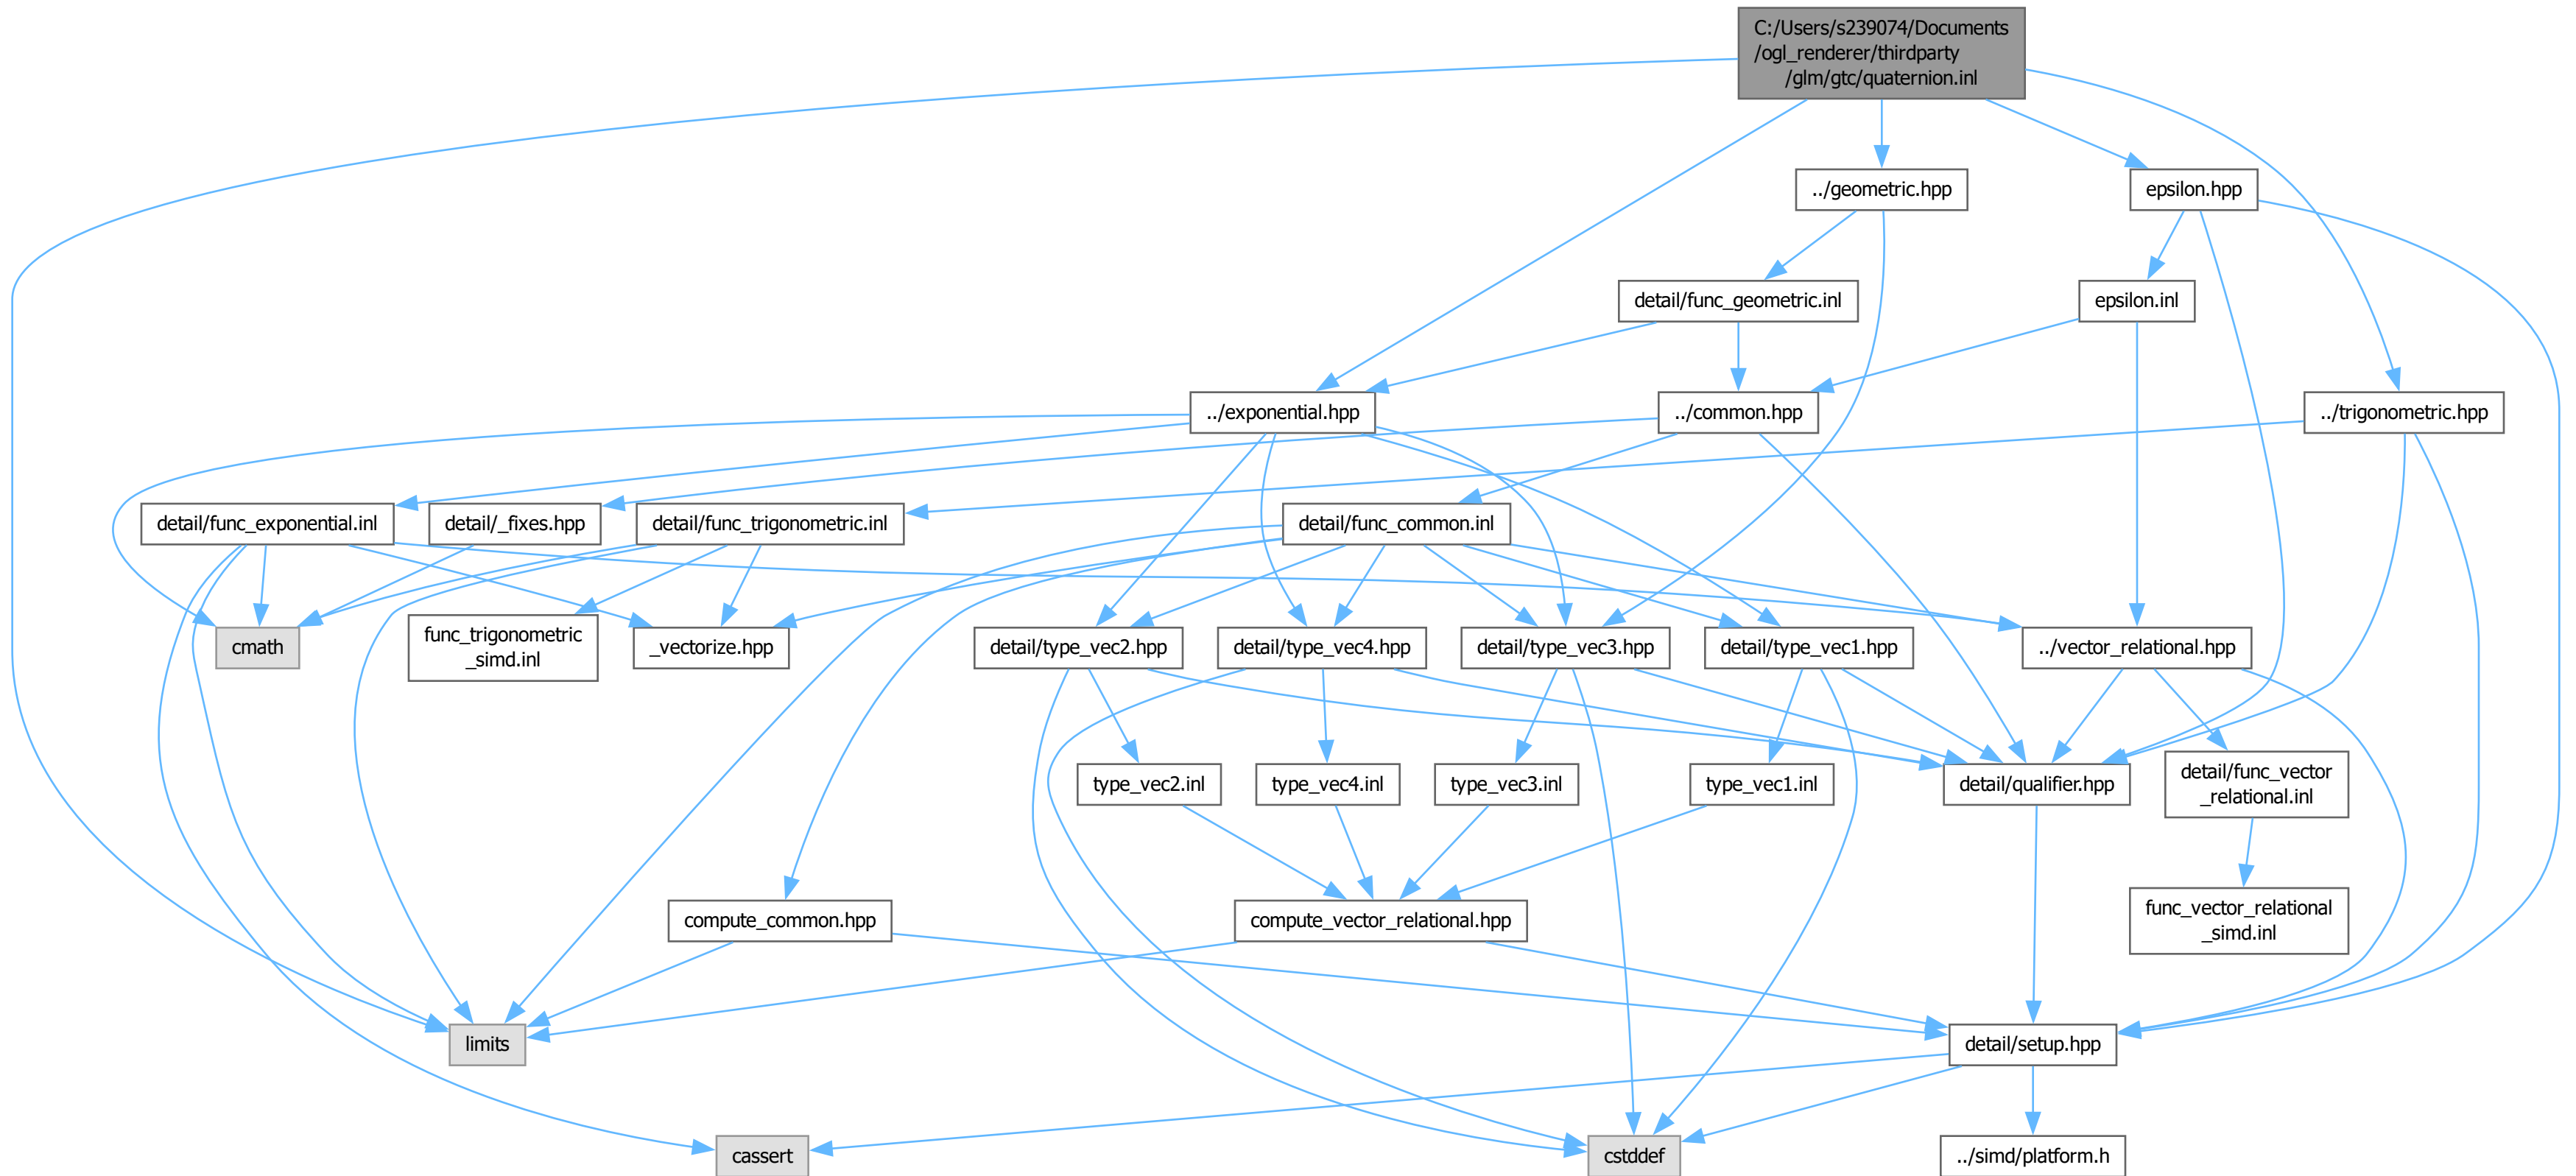 C:/Users/s239074/Documents
/ogl_renderer/thirdparty
/glm/gtc/quaternion.inl
../geometric.hpp
epsilon.hpp
detail/func_geometric.inl
epsilon.inl
../exponential.hpp
../common.hpp
../trigonometric.hpp
detail/func_exponential.inl
detail/_fixes.hpp
detail/func_trigonometric.inl
detail/func_common.inl
cmath
func_trigonometric
_simd.inl
_vectorize.hpp
detail/type_vec2.hpp
detail/type_vec4.hpp
detail/type_vec3.hpp
detail/type_vec1.hpp
../vector_relational.hpp
type_vec2.inl
type_vec4.inl
type_vec3.inl
type_vec1.inl
detail/qualifier.hpp
detail/func_vector
_relational.inl
compute_common.hpp
compute_vector_relational.hpp
func_vector_relational
_simd.inl
limits
detail/setup.hpp
cassert
cstddef
../simd/platform.h